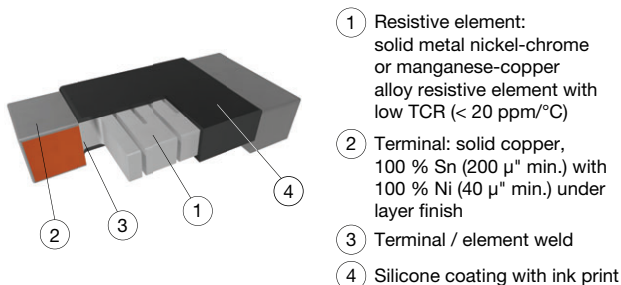 1 Resistive element:
solid metal nickel-chrome
or manganese-copper
alloy resistive element with
low TCR (< 20 ppm/°C)
2 Terminal: solid copper,
100 % Sn (200 µ" min.) with
100 % Ni (40 µ" min.) under
layer finish
3 Terminal / element weld
4 Silicone coating with ink print
2
3
1
4